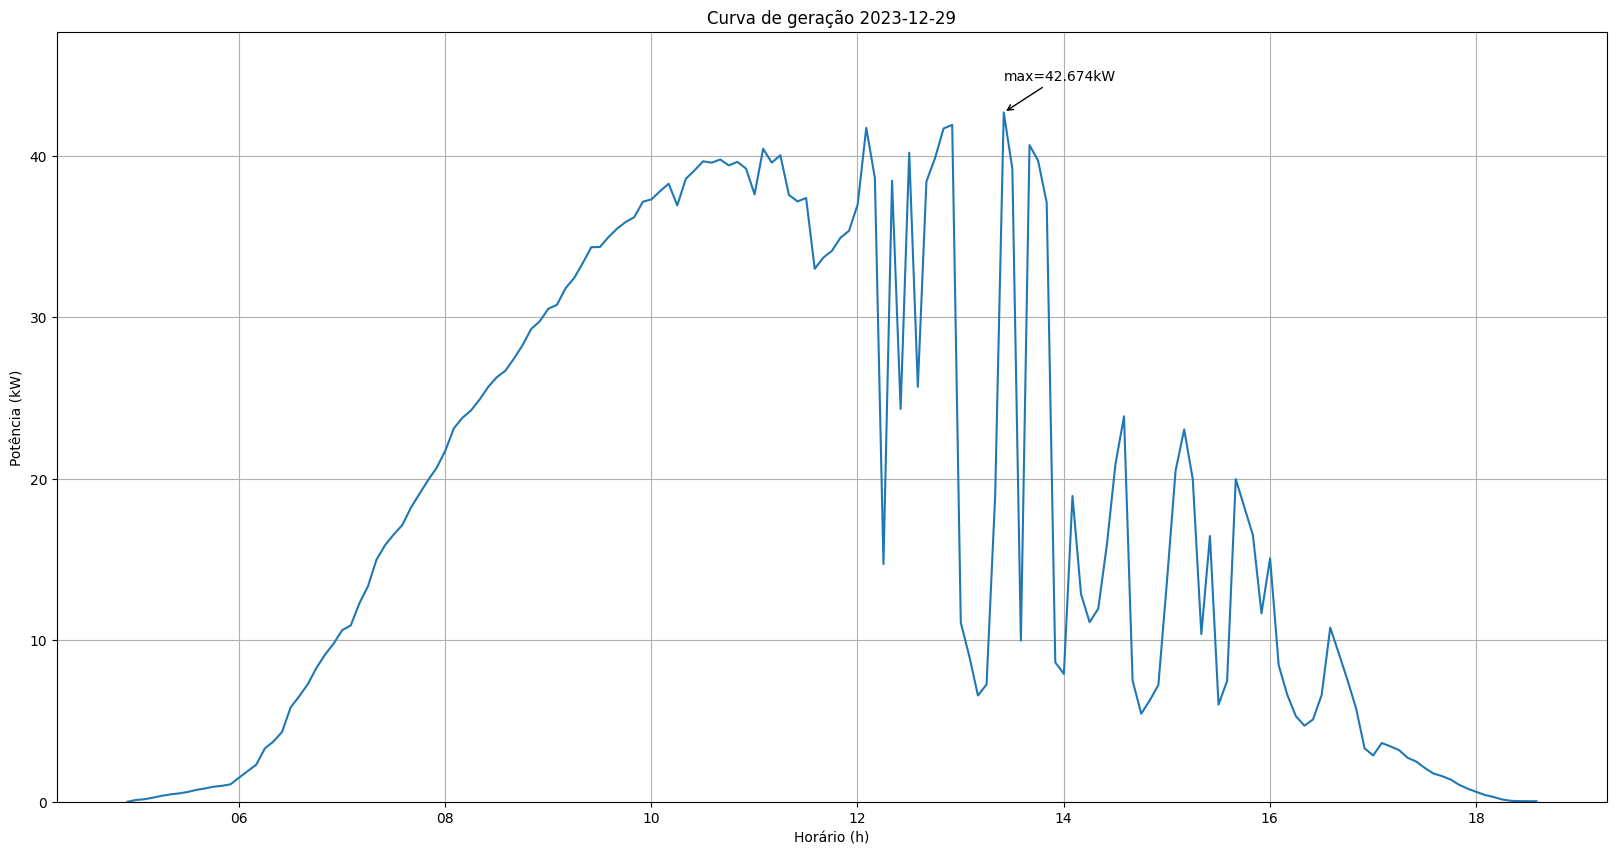 Curva de geração 2023-12-29
max=42.674kW
Potência (kW)
40
30
20
10
0
06 08 10 12 14 16 18
Horário (h)